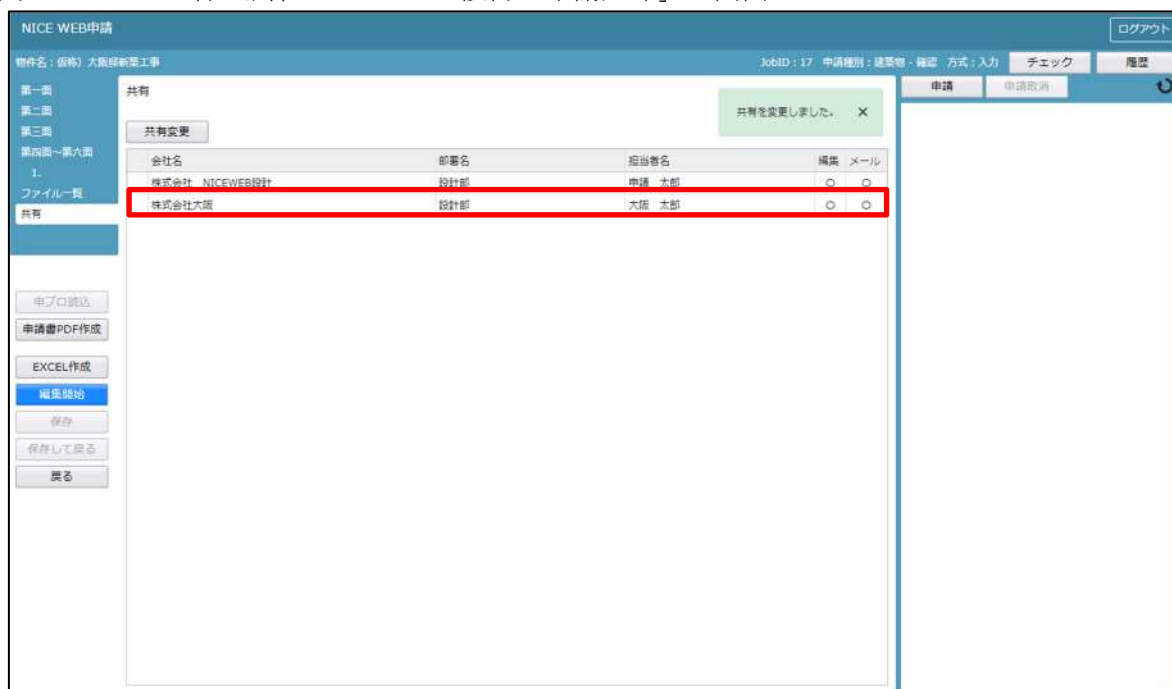 NICE WEB申請
ログアウト
物件名：仮称）大阪邸新築工事
JobID：17 申請種別：建築物 - 確認 方式：入力
チェック
履歴
第一面
第二面
第三面
第四面～第六面
1.
ファイル一覧
共有
共有
共有を変更しました。 ×
申請
申請取消
共有変更
会社名 部署名 担当者名 編集 メール
株式会社 NICEWEB設計 設計部 申請 太郎 ○ ○
株式会社大阪 設計部 大阪 太郎 ○ ○
申プロ読込
申請書PDF作成
EXCEL作成
編集開始
保存
保存して戻る
戻る